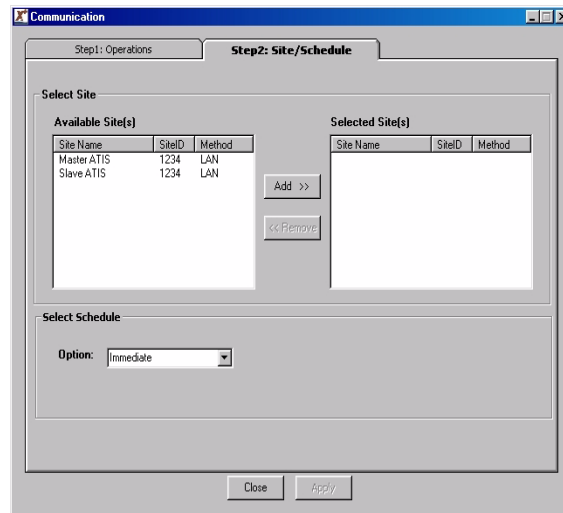 Communication
Step1: Operations
Step2: Site/Schedule
Select Site
Available Site(s)
Selected Site(s)
Site Name SiteID Method
Master ATIS 1234 LAN
Slave ATIS 1234 LAN
Site Name SiteID Method
Add >>
<< Remove
Select Schedule
Option: Immediate
Close
Apply